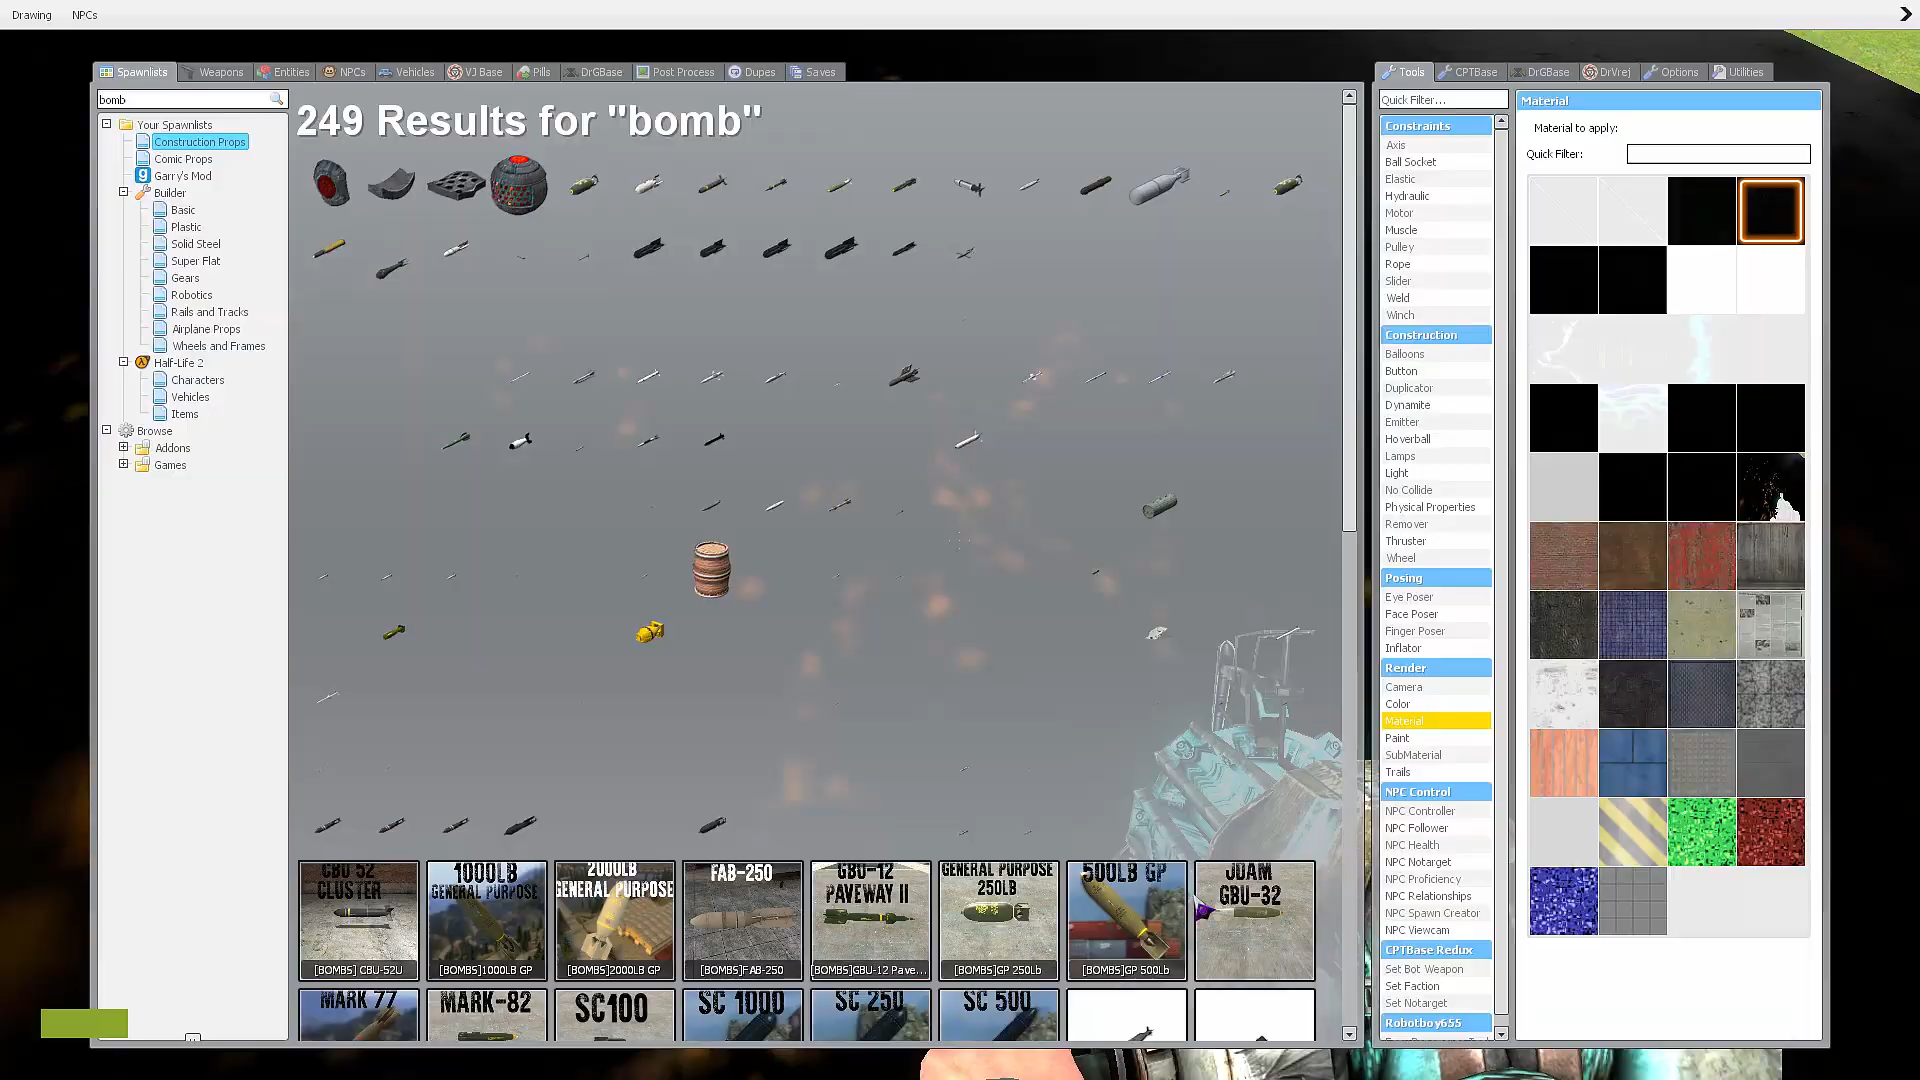 Drawing NPCs
Spawnlists Weapons Entities NPCs Vehicles VJ Base Pills DrGBase Post Process Dupes Saves
Tools CPTBase DrGBase DrVrej Options Utilities
bomb
Your Spawnlists
Construction Props
Comic Props
Garry's Mod
Builder
Basic
Plastic
Solid Steel
Super Flat
Gears
Robotics
Rails and Tracks
Airplane Props
Wheels and Frames
Half-Life 2
Characters
Vehicles
Items
Browse
Addons
Games
249 Results for "bomb"
CBU 52
CLUSTER
[BOMBS] CBU-52U
1000LB
GENERAL PURPOSE
[BOMBS]1000LB GP
2000LB
GENERAL PURPOSE
[BOMBS]2000LB GP
FAB-250
[BOMBS]FAB-250
GBU-12
PAVEWAY II
[BOMBS]GBU-12 Pave...
GENERAL PURPOSE
250LB
[BOMBS]GP 250Lb
500LB GP
[BOMBS]GP 500Lb
JDAM
GBU-32
MARK 77
MARK-82
SC100
SC 1000
SC 250
SC 500
Quick Filter...
Constraints
Axis
Ball Socket
Elastic
Hydraulic
Motor
Muscle
Pulley
Rope
Slider
Weld
Winch
Construction
Balloons
Button
Duplicator
Dynamite
Emitter
Hoverball
Lamps
Light
No Collide
Physical Properties
Remover
Thruster
Wheel
Posing
Eye Poser
Face Poser
Finger Poser
Inflator
Render
Camera
Color
Material
Paint
SubMaterial
Trails
NPC Control
NPC Controller
NPC Follower
NPC Health
NPC Notarget
NPC Proficiency
NPC Relationships
NPC Spawn Creator
NPC Viewcam
CPTBase Redux
Set Bot Weapon
Set Faction
Set Notarget
Robotboy655
Material
Material to apply:
Quick Filter: